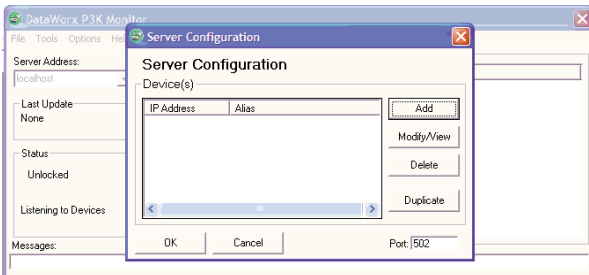 DataWorx P3K Monitor
File Tools Options Hel
Server Address:
localhost
Last Update
None
Status
Unlocked
Listening to Devices
Messages:
Server Configuration
Server Configuration
Device(s)
IP Address Alias
Add
Modify/View
Delete
Duplicate
OK Cancel Port: 502